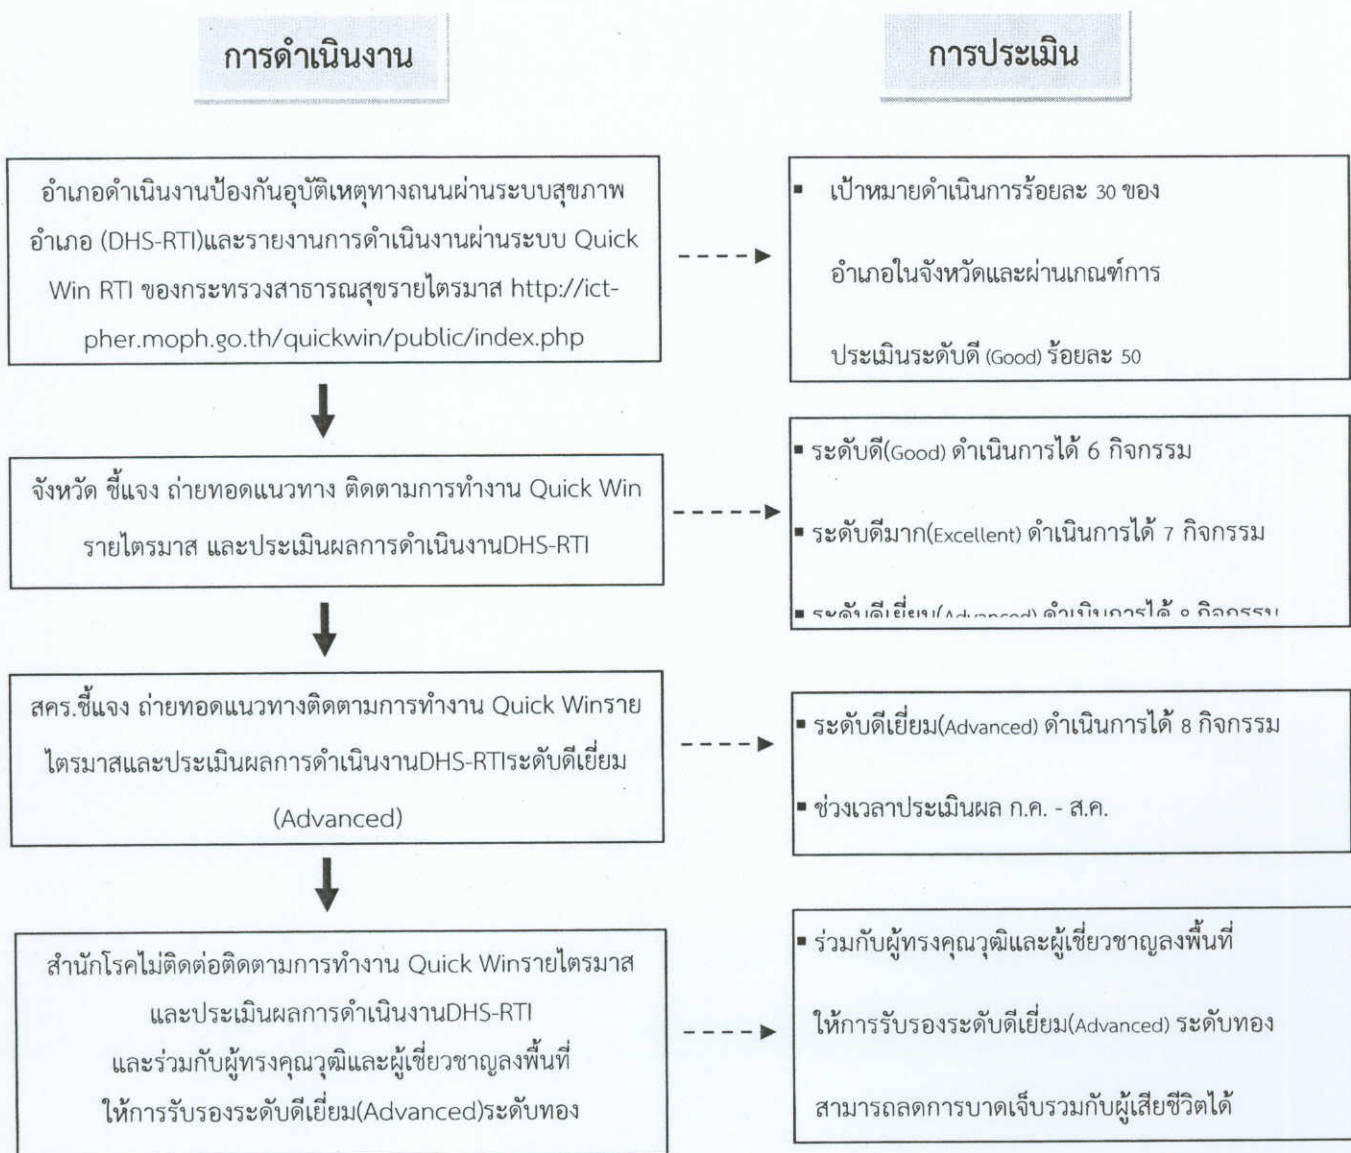 การดำเนินงาน
การประเมิน
อำเภอดำเนินงานป้องกันอุบัติเหตุทางถนนผ่านระบบสุขภาพ
อำเภอ (DHS-RTI)และรายงานการดำเนินงานผ่านระบบ Quick
Win RTI ของกระทรวงสาธารณสุขรายไตรมาส http://ict-
pher.moph.go.th/quickwin/public/index.php
▪ เป้าหมายดำเนินการร้อยละ 30 ของ
อำเภอในจังหวัดและผ่านเกณฑ์การ
ประเมินระดับดี (Good) ร้อยละ 50
จังหวัด ชี้แจง ถ่ายทอดแนวทาง ติดตามการทำงาน Quick Win
รายไตรมาส และประเมินผลการดำเนินงานDHS-RTI
▪ ระดับดี(Good) ดำเนินการได้ 6 กิจกรรม
▪ ระดับดีมาก(Excellent) ดำเนินการได้ 7 กิจกรรม
▪ ระดับดีเยี่ยม(Advanced) ดำเนินการได้ 8 กิจกรรม
สคร.ชี้แจง ถ่ายทอดแนวทางติดตามการทำงาน Quick Winราย
ไตรมาสและประเมินผลการดำเนินงานDHS-RTIระดับดีเยี่ยม
(Advanced)
▪ ระดับดีเยี่ยม(Advanced) ดำเนินการได้ 8 กิจกรรม
▪ ช่วงเวลาประเมินผล ก.ค. - ส.ค.
สำนักโรคไม่ติดต่อติดตามการทำงาน Quick Winรายไตรมาส
และประเมินผลการดำเนินงานDHS-RTI
และร่วมกับผู้ทรงคุณวุฒิและผู้เชี่ยวชาญลงพื้นที่
ให้การรับรองระดับดีเยี่ยม(Advanced)ระดับทอง
▪ ร่วมกับผู้ทรงคุณวุฒิและผู้เชี่ยวชาญลงพื้นที่
ให้การรับรองระดับดีเยี่ยม(Advanced) ระดับทอง
สามารถลดการบาดเจ็บรวมกับผู้เสียชีวิตได้